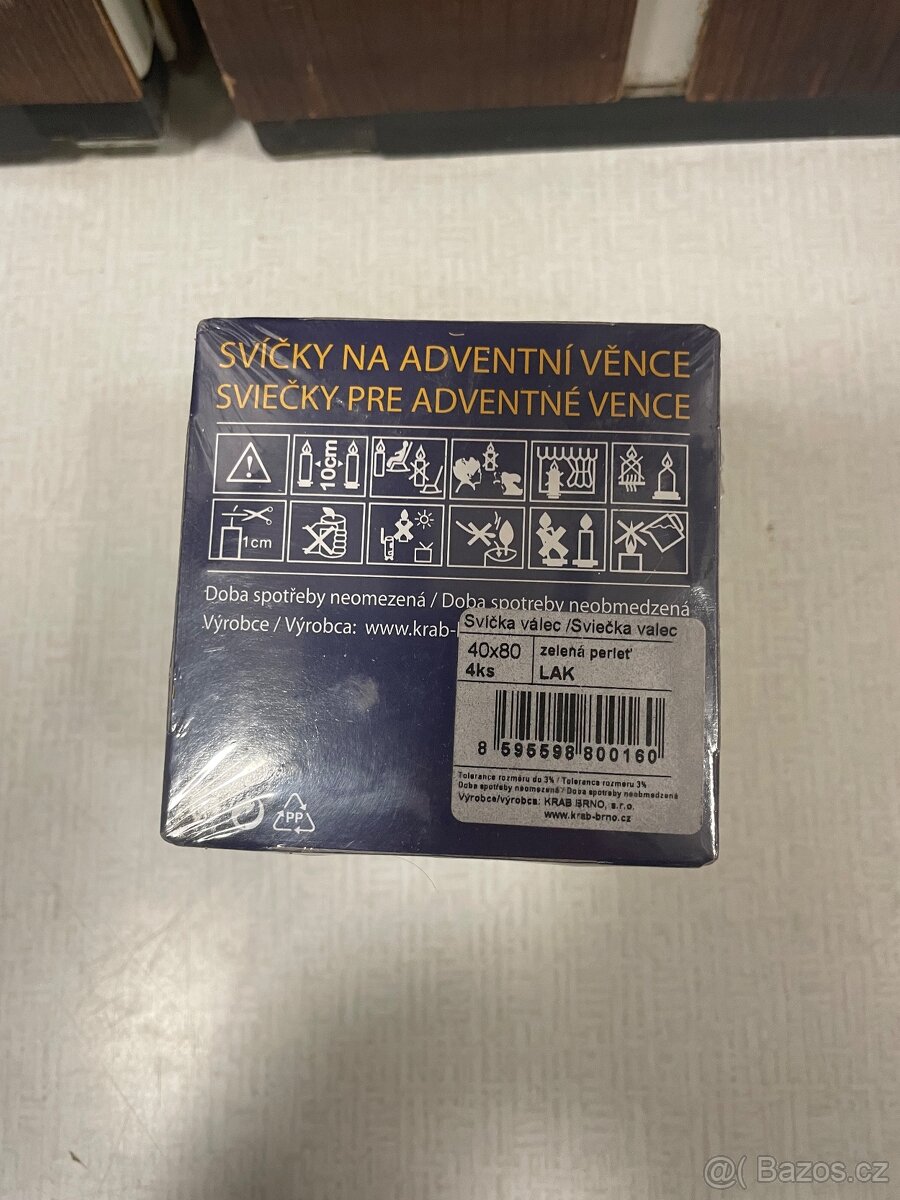 SVÍČKY NA ADVENTNÍ VĚNCE
SVIEČKY PRE ADVENTNÉ VENCE
10cm
1cm
Doba spotřeby neomezená / Doba spotreby neobmedzená
Výrobce / Výrobca: www.krab-
Svíčka válec /Sviečka valec
40x80 zelená perleť
4ks LAK
8 595598 800160
Tolerance rozměru do 3% / Tolerance rozmeru 3%
Doba spotřeby neomezená / Doba spotreby neobmedzená
Výrobce/výrobca: KRAB BRNO, s.r.o.
www.krab-brno.cz
PP
@( Bazos.cz